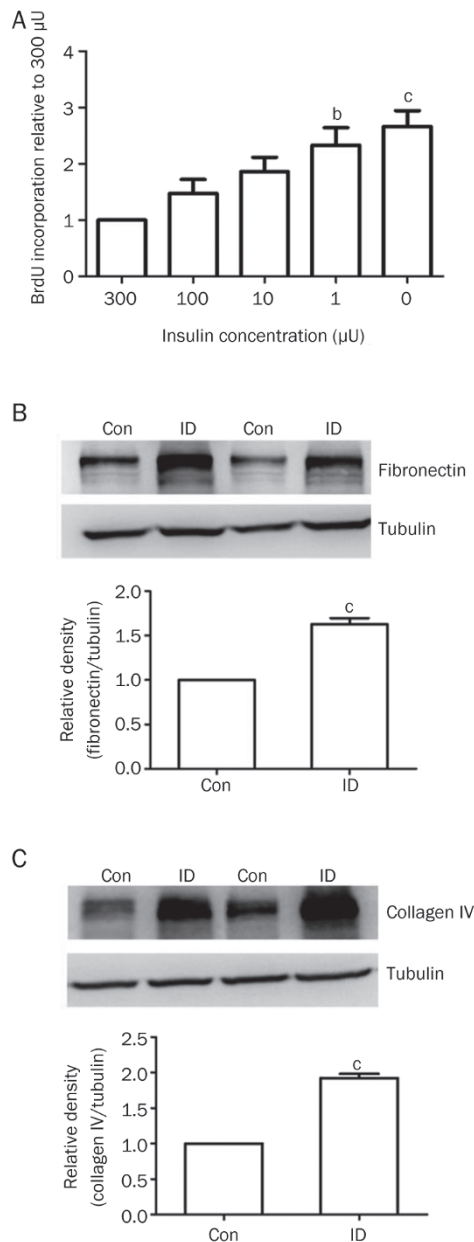 A
BrdU incorporation relative to 300 µU
4
3
2
1
0
b
c
300 100 10 1 0
Insulin concentration (µU)
B
Con ID Con ID
Fibronectin
Tubulin
Relative density
(fibronectin/tubulin)
2.0
1.5
1.0
0.5
0.0
c
Con ID
C
Con ID Con ID
Collagen IV
Tubulin
Relative density
(collagen IV/tubulin)
2.5
2.0
1.5
1.0
0.5
0.0
c
Con ID